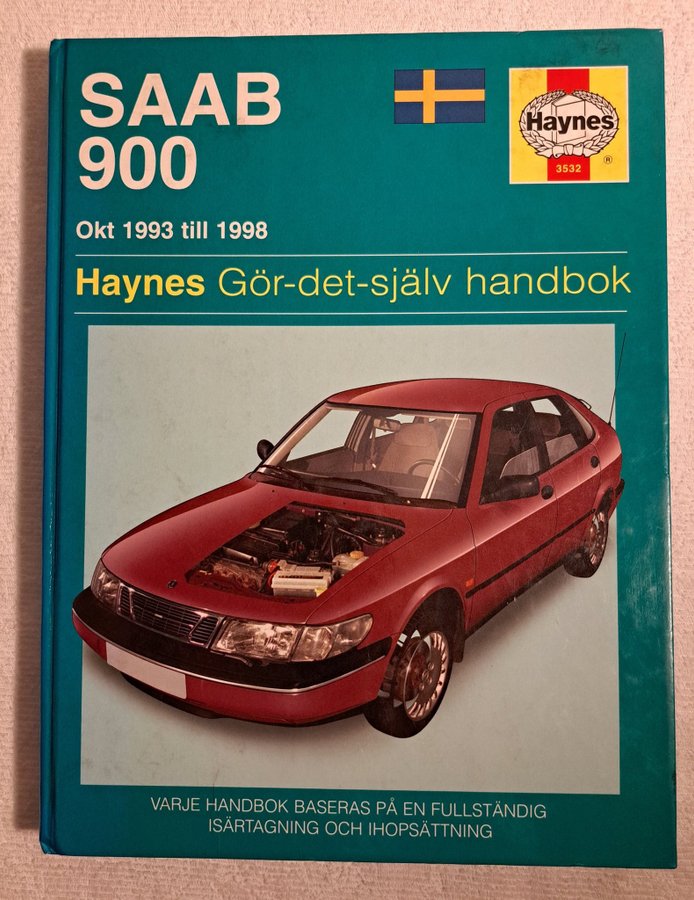 SAAB
900
Okt 1993 till 1998
Haynes
®
3532
Haynes Gör-det-själv handbok
VARJE HANDBOK BASERAS PÅ EN FULLSTÄNDIG
ISÄRTAGNING OCH IHOPSÄTTNING